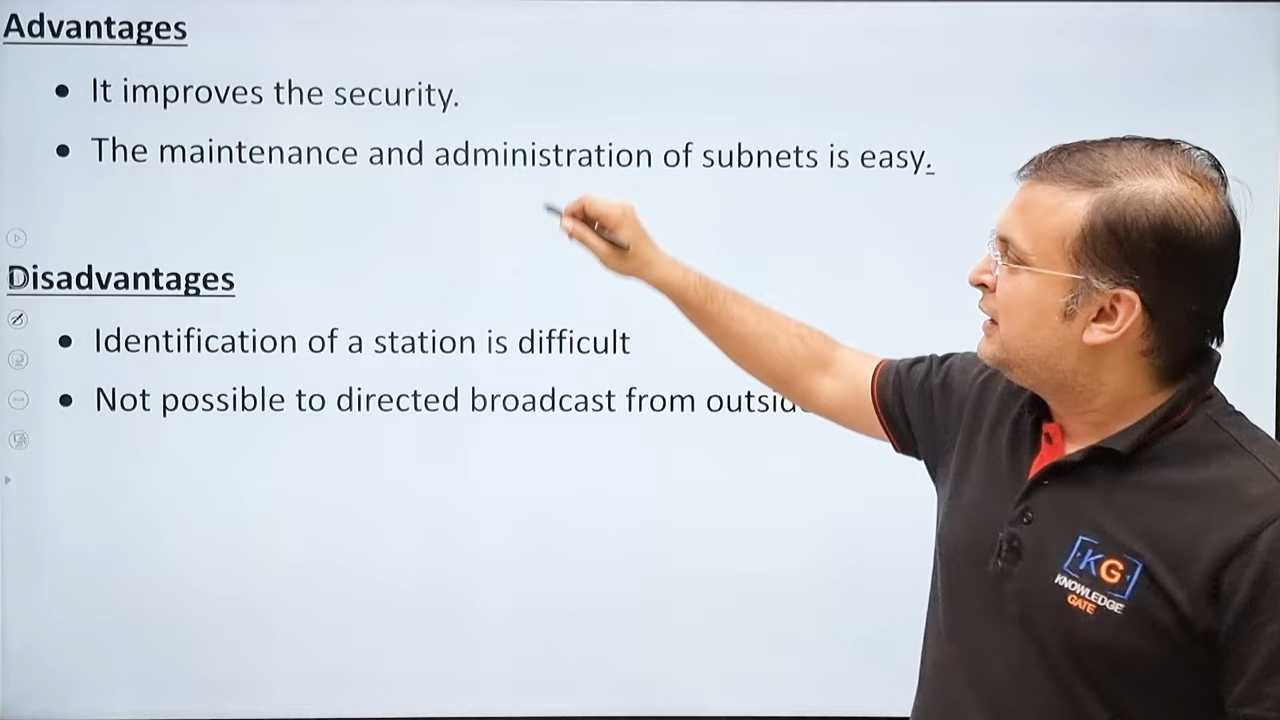 Advantages
• It improves the security.
• The maintenance and administration of subnets is easy.
Disadvantages
• Identification of a station is difficult
• Not possible to directed broadcast from
KG
KNOWLEDGE
GATE